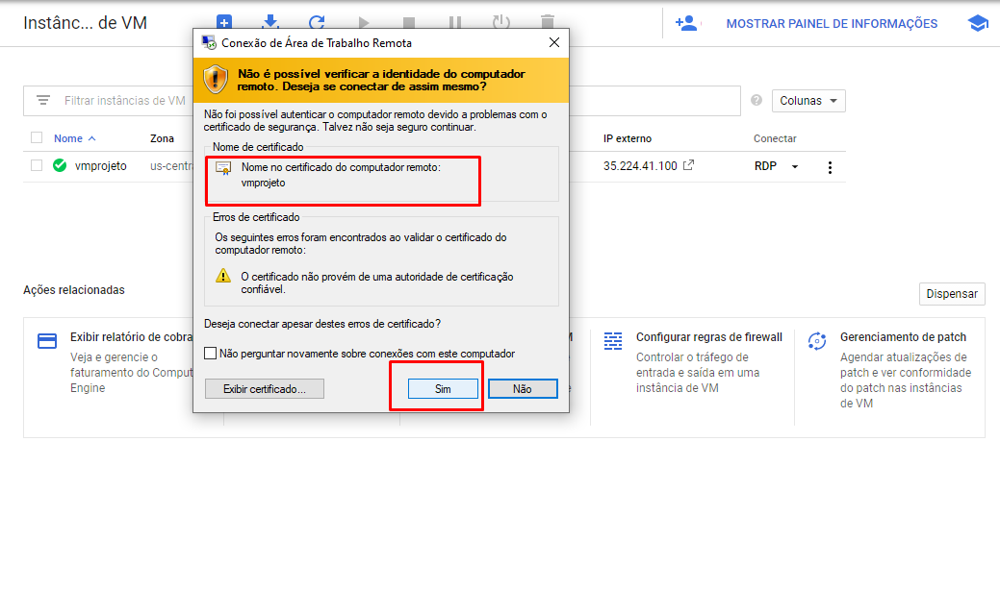 Instânc... de VM
MOSTRAR PAINEL DE INFORMAÇÕES
Conexão de Área de Trabalho Remota
Não é possível verificar a identidade do computador
remoto. Deseja se conectar de assim mesmo?
Não foi possível autenticar o computador remoto devido a problemas com o
certificado de segurança. Talvez não seja seguro continuar.
Nome de certificado
Nome no certificado do computador remoto:
vmprojeto
Erros de certificado
Os seguintes erros foram encontrados ao validar o certificado do
computador remoto:
O certificado não provém de uma autoridade de certificação
confiável.
Deseja conectar apesar destes erros de certificado?
Não perguntar novamente sobre conexões com este computador
Exibir certificado...
Sim
Não
Filtrar instâncias de VM
Colunas
Nome
Zona
IP externo
Conectar
vmprojeto
us-centr
35.224.41.100
RDP
Ações relacionadas
Dispensar
Exibir relatório de cobra
Veja e gerencie o
faturamento do Comput
Engine
Configurar regras de firewall
Controlar o tráfego de
entrada e saída em uma
instância de VM
Gerenciamento de patch
Agendar atualizações de
patch e ver conformidade
do patch nas instâncias
de VM